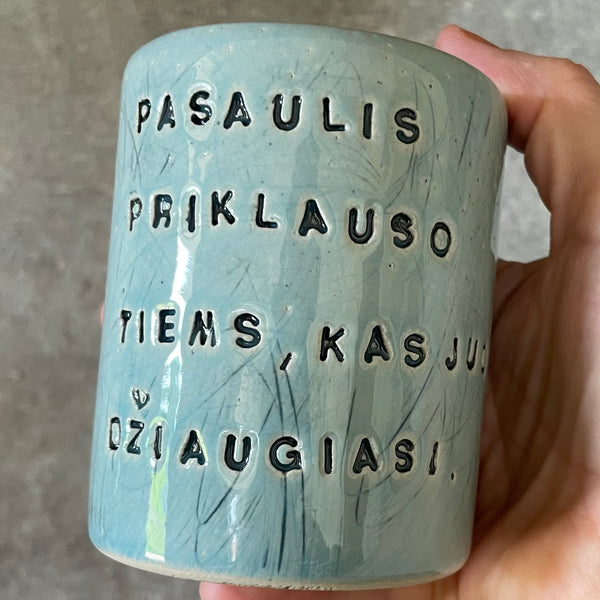 PASAULIS
PRIKLAUSO
TIEMS, KAS JUO
DŽIAUGIASI.